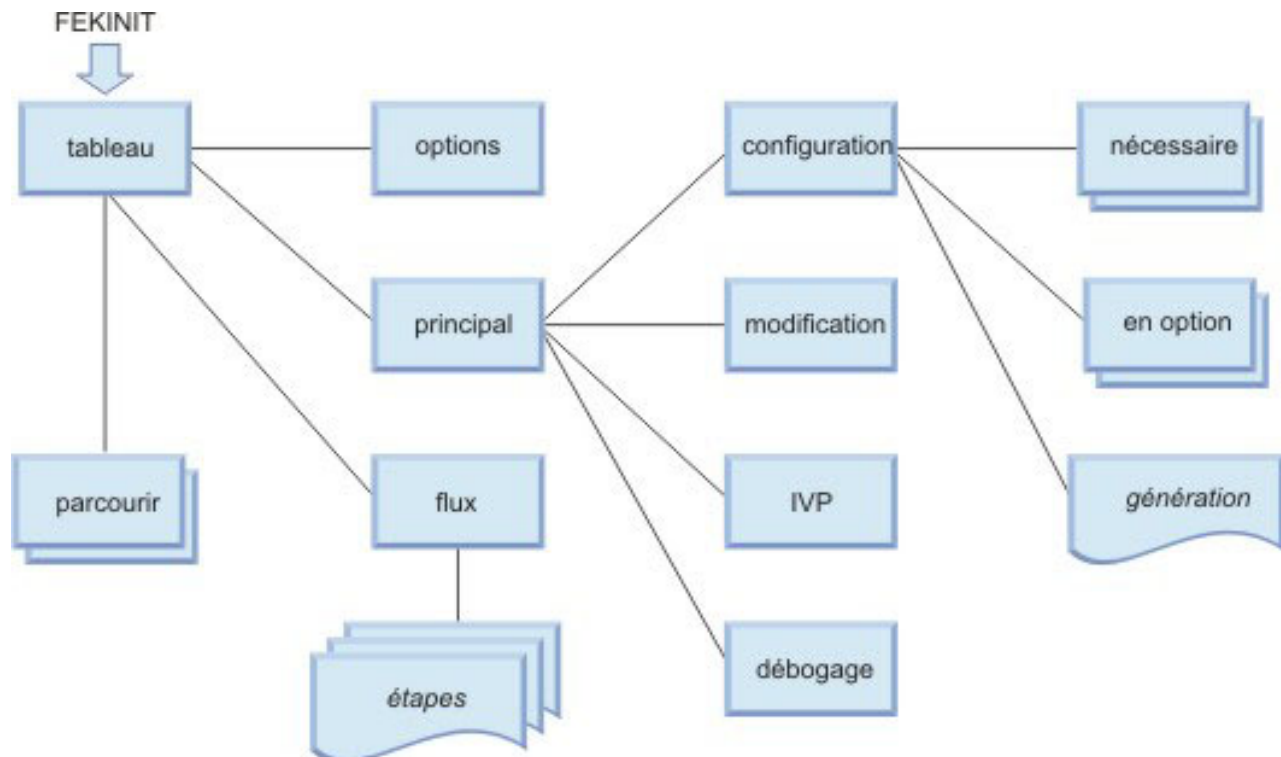 FEKINIT
tableau
options
configuration
nécessaire
principal
modification
en option
parcourir
flux
IVP
génération
étapes
débogage